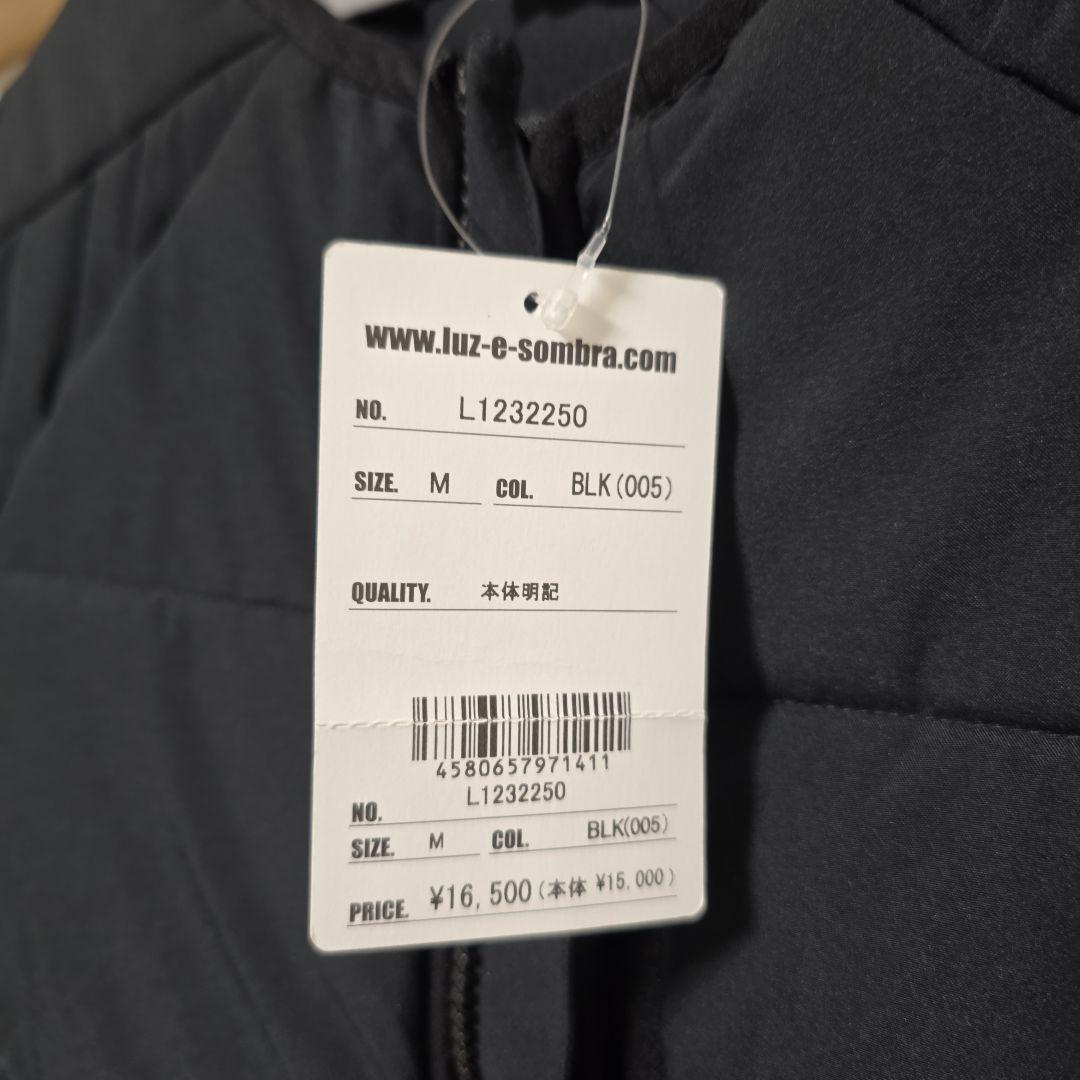 www.luz-e-sombra.com
NO. L1232250
SIZE. M COL. BLK(005)
QUALITY. 本体明記
4580657971411
NO. L1232250
SIZE. M COL. BLK(005)
PRICE. ¥16,500(本体 ¥15,000)